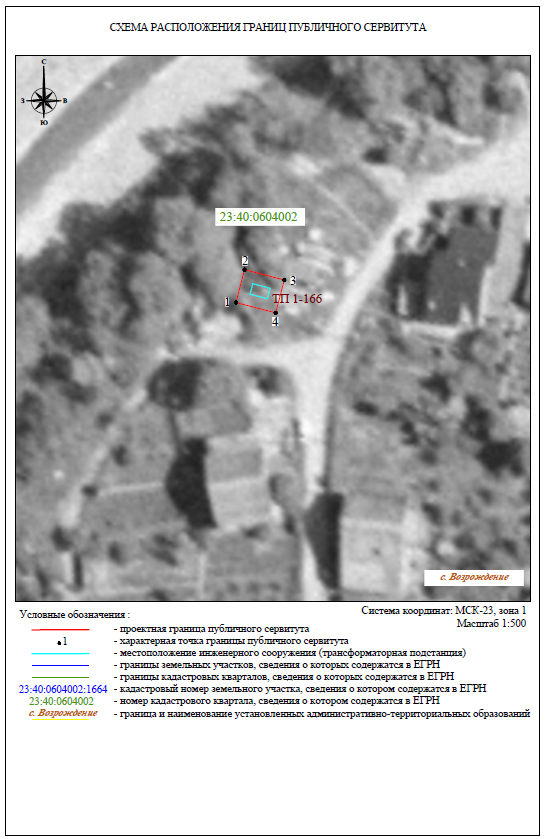 СХЕМА РАСПОЛОЖЕНИЯ ГРАНИЦ ПУБЛИЧНОГО СЕРВИТУТА
С
З В
Ю
23:40:0604002
2
3
ТП 1-166
1
4
с. Возрождение
Система координат: МСК-23, зона 1
Масштаб 1:500
Условные обозначения :
- проектная граница публичного сервитута
1 - характерная точка границы публичного сервитута
- местоположение инженерного сооружения (трансформаторная подстанция)
- границы земельных участков, сведения о которых содержатся в ЕГРН
- границы кадастровых кварталов, сведения о которых содержатся в ЕГРН
23:40:0604002:1664 - кадастровый номер земельного участка, сведения о котором содержатся в ЕГРН
23:40:0604002 - номер кадастрового квартала, сведения о котором содержатся в ЕГРН
с. Возрождение - граница и наименование установленных административно-территориальных образований